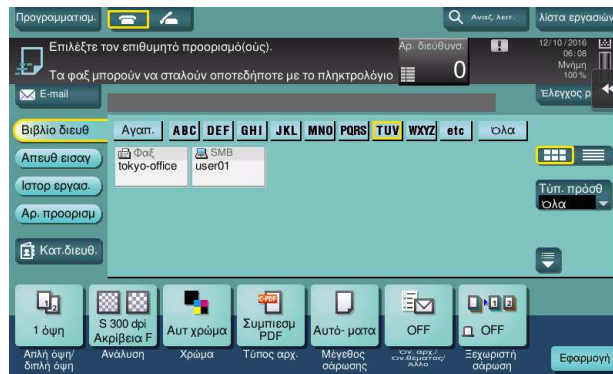 Προγραμματισμ.
Αναζ. λειτ.
λίστα εργασιών
Επιλέξτε τον επιθυμητό προορισμό(ούς).
Τα φαξ μπορούν να σταλούν οποτεδήποτε με το πληκτρολόγιο
Αρ. διεύθυνσ.
0
12/10/2016
06:08
Μνήμη
100%
E-mail
Έλεγχος ρ
Βιβλίο διευθ
Αγαπ. ABC DEF GHI JKL MNO PQRS TUV WXYZ etc Όλα
Φαξ
tokyo-office
SMB
user01
Απευθ εισαγ
Ιστορ εργασ.
Αρ. προορισμ
Κατ.διευθ.
Τύπ. πρόσθ
Όλα
1 όψη
S 300 dpi
Ακρίβεια F
Αυτ χρώμα
Συμπιεσμ
PDF
Αυτό- ματα
OFF
OFF
Απλή όψη/
διπλή όψη
Ανάλυση
Χρώμα
Τύπος αρχ.
Μέγεθος
σάρωσης
Όν. αρχ./
Όν.θέματος/
Άλλο
Ξεχωριστή
σάρωση
Εφαρμογή